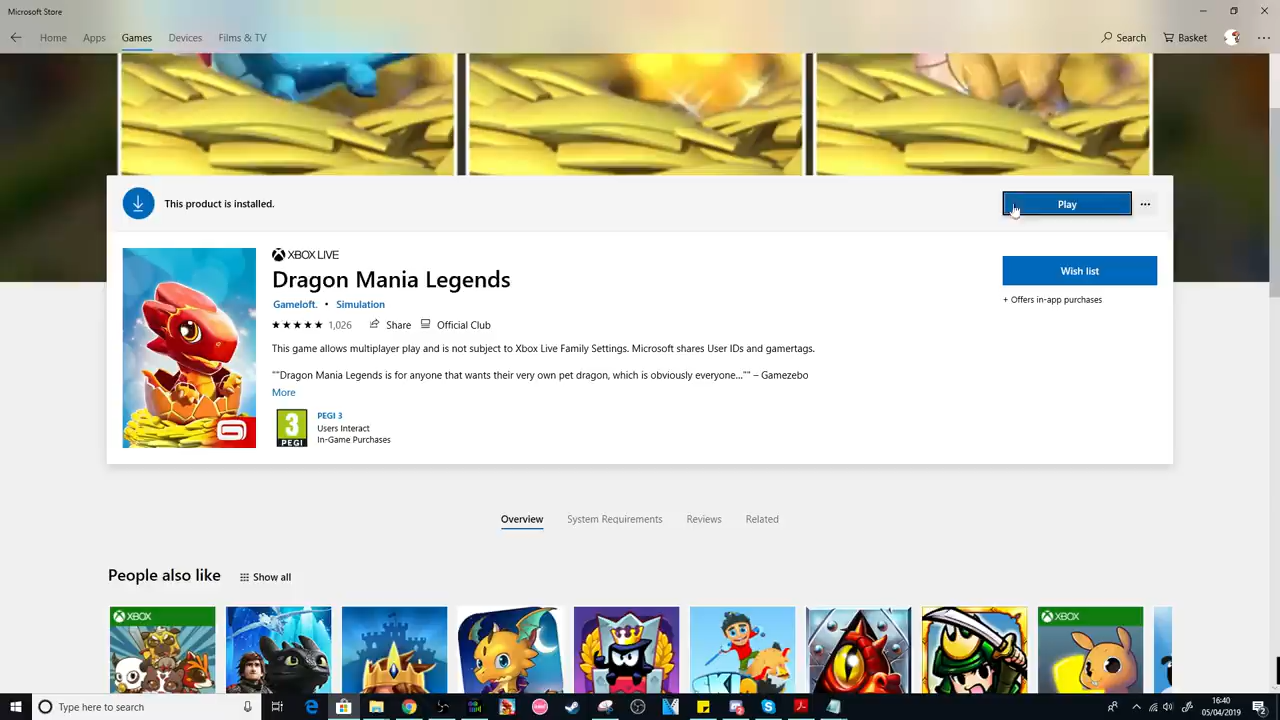 Microsoft Store
Home Apps Games Devices Films & TV Search Basket
This product is installed.
Play
XBOX LIVE
Dragon Mania Legends
Wish list
Gameloft. • Simulation
+ Offers in-app purchases
1,026 Share Official Club
This game allows multiplayer play and is not subject to Xbox Live Family Settings. Microsoft shares User IDs and gamertags.
""Dragon Mania Legends is for anyone that wants their very own pet dragon, which is obviously everyone..."" – Gamezebo
More
3
PEGI
PEGI 3
Users Interact
In-Game Purchases
Overview System Requirements Reviews Related
People also like Show all
XBOX
XBOX
Type here to search
16:40
05/04/2019
2